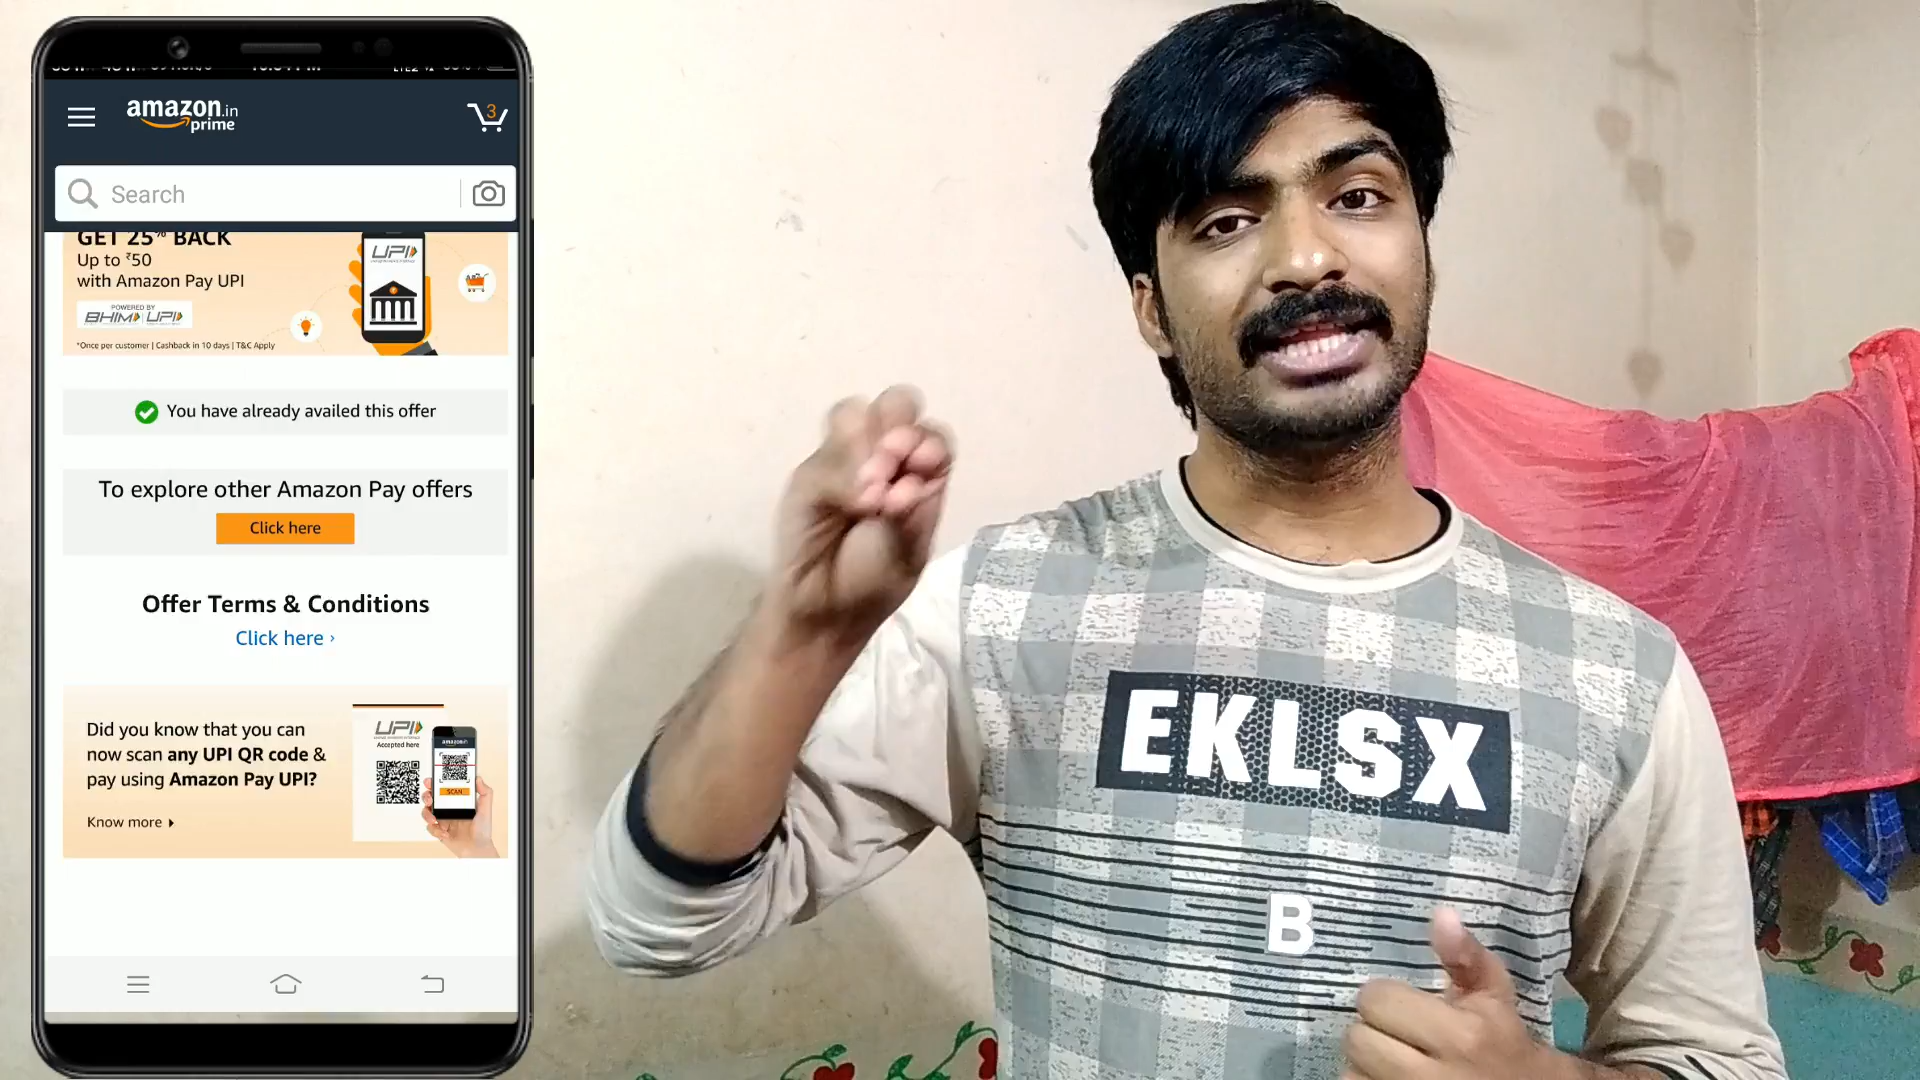 amazon.in
prime
3
Search
GET 25% BACK
Up to ₹50
with Amazon Pay UPI
POWERED BY
BHIM UPI
*Once per customer | Cashback in 10 days | T&C Apply
UPI
You have already availed this offer
To explore other Amazon Pay offers
Click here
Offer Terms & Conditions
Click here ›
Did you know that you can
now scan any UPI QR code &
pay using Amazon Pay UPI?
Know more
UPI
Accepted here
amazon.in
SCAN
EKLSX
B